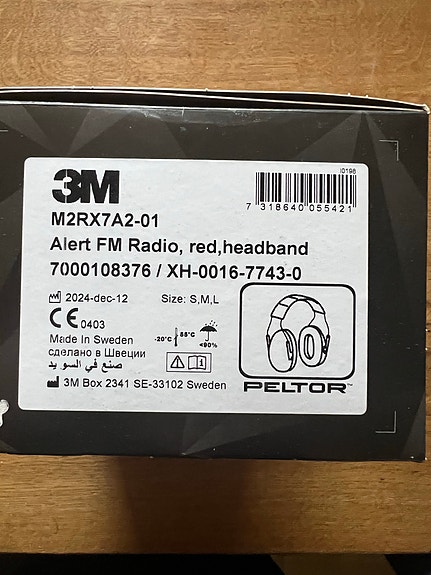 I0198
3M
7 318640 055421
M2RX7A2-01
Alert FM Radio, red,headband
7000108376 / XH-0016-7743-0
2024-dec-12 Size: S,M,L
CE 0403
-20°C 55°C <90%
Made In Sweden
сделано в Швеции
صنع في السويد
3M Box 2341 SE-33102 Sweden
PELTOR™